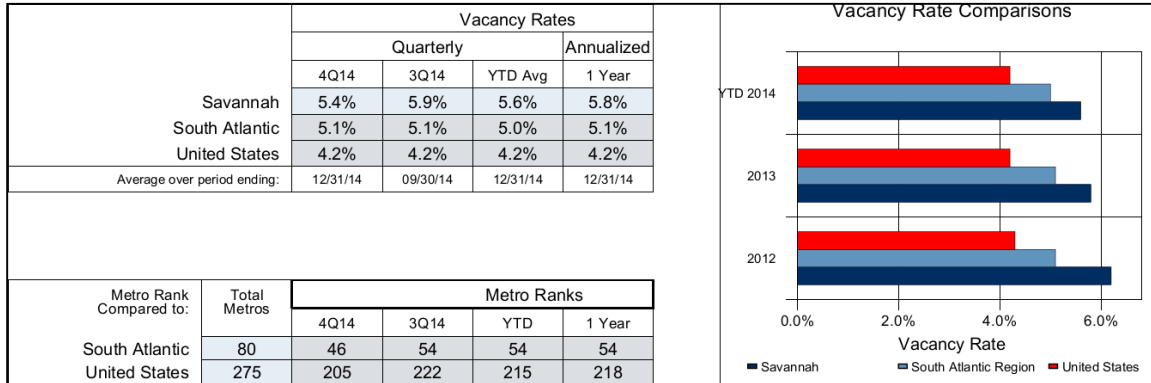 Vacancy Rates
Quarterly Annualized
4Q14 3Q14 YTD Avg 1 Year
Savannah 5.4% 5.9% 5.6% 5.8%
South Atlantic 5.1% 5.1% 5.0% 5.1%
United States 4.2% 4.2% 4.2% 4.2%
Average over period ending: 12/31/14 09/30/14 12/31/14 12/31/14
Metro Rank Compared to: Total Metros Metro Ranks
4Q14 3Q14 YTD 1 Year
South Atlantic 80 46 54 54 54
United States 275 205 222 215 218
Vacancy Rate Comparisons
YTD 2014
2013
2012
0.0% 2.0% 4.0% 6.0%
Vacancy Rate
Savannah South Atlantic Region United States